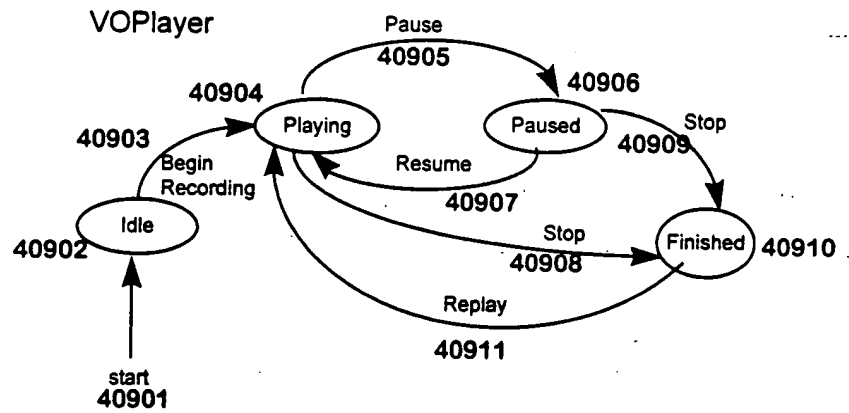 VOPlayer
Pause
40905
40904
40906
Playing
Paused
Stop
40909
40903
Begin
Recording
Resume
40907
Idle
40902
Stop
40908
Finished
40910
Replay
40911
start
40901